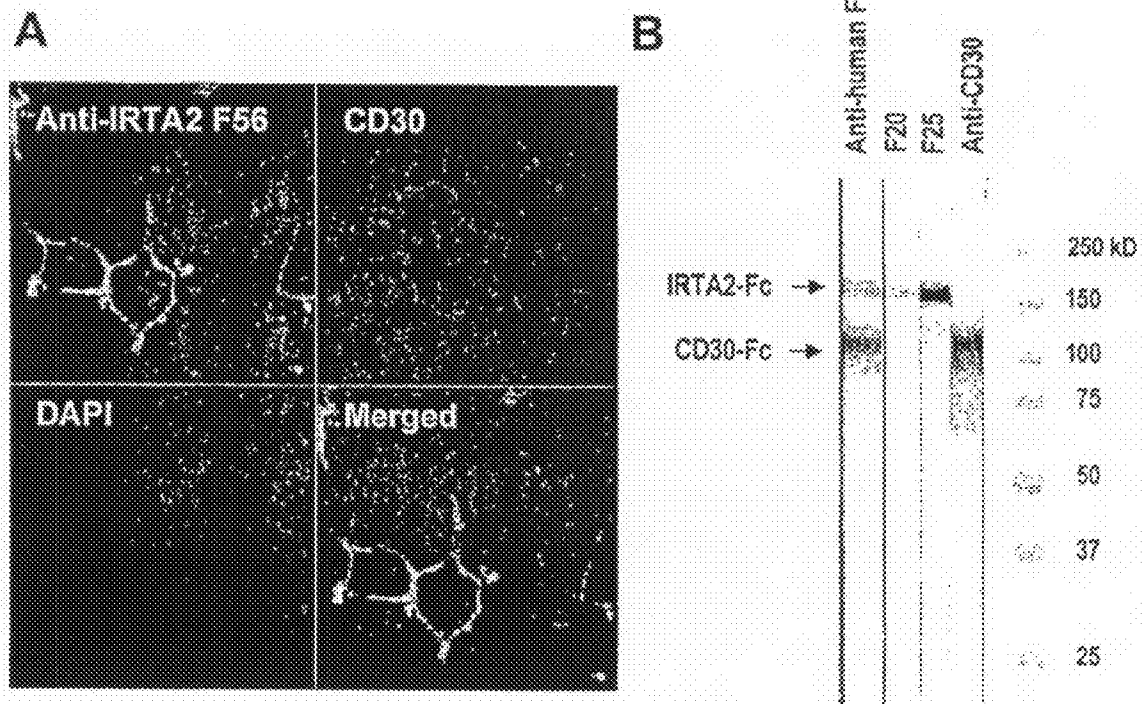 A
Anti-IRTA2 F56
CD30
DAPI
Merged
B
Anti-human F
F20
F25
Anti-CD30
IRTA2-Fc
CD30-Fc
250 kD
150
100
75
50
37
25